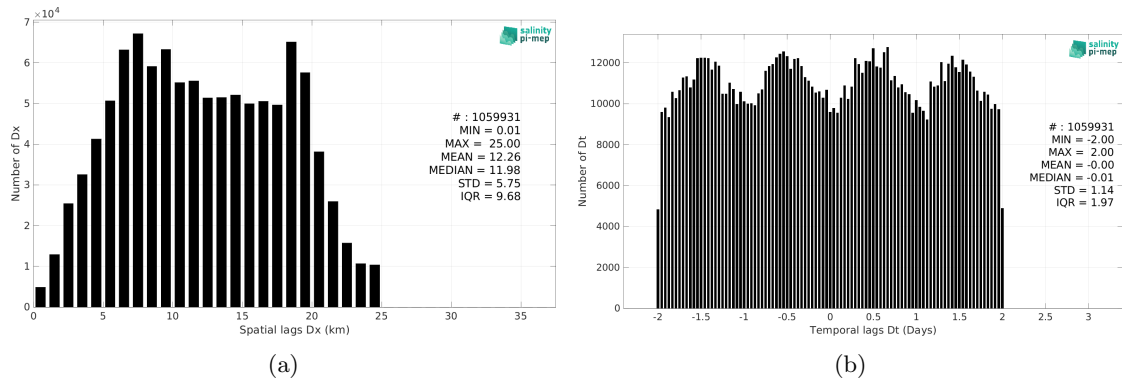 7 ×10⁴
6
5
4
3
2
1
0
Number of Dx
0 5 10 15 20 25 30 35
Spatial lags Dx (km)
salinity
pi-mep
# : 1059931
MIN = 0.01
MAX = 25.00
MEAN = 12.26
MEDIAN = 11.98
STD = 5.75
IQR = 9.68
(a)
12000
10000
8000
6000
4000
2000
0
Number of Dt
-2 -1.5 -1 -0.5 0 0.5 1 1.5 2 2.5 3
Temporal lags Dt (Days)
salinity
pi-mep
# : 1059931
MIN = -2.00
MAX = 2.00
MEAN = -0.00
MEDIAN = -0.01
STD = 1.14
IQR = 1.97
(b)